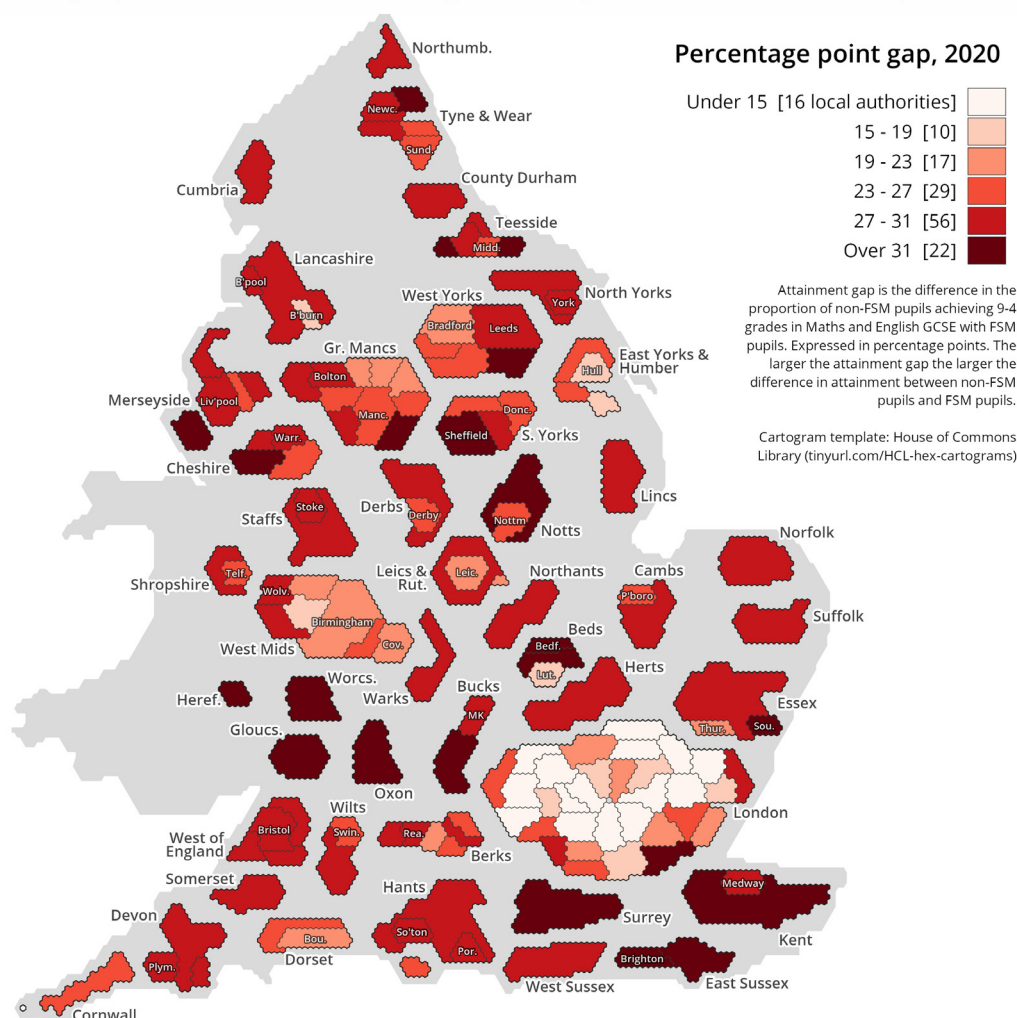 Percentage point gap, 2020
Under 15 [16 local authorities]
15 - 19 [10]
19 - 23 [17]
23 - 27 [29]
27 - 31 [56]
Over 31 [22]
Attainment gap is the difference in the
proportion of non-FSM pupils achieving 9-4
grades in Maths and English GCSE with FSM
pupils. Expressed in percentage points. The
larger the attainment gap the larger the
difference in attainment between non-FSM
pupils and FSM pupils.
Cartogram template: House of Commons
Library (tinyurl.com/HCL-hex-cartograms)
Northumb.
Newc.
Tyne & Wear
Sund.
Cumbria
County Durham
Teesside
Midd.
Lancashire
B'pool
B'burn
West Yorks
Bradford
Leeds
North Yorks
York
Gr. Mancs
Bolton
Manc.
East Yorks &
Humber
Hull
Merseyside
Liv'pool
Donc.
Sheffield
S. Yorks
Warr.
Cheshire
Lincs
Staffs
Stoke
Derbs
Derby
Nottm
Notts
Norfolk
Shropshire
Telf.
Leics &
Rut.
Leic.
Northants
Cambs
P'boro
Suffolk
Wolv.
Birmingham
Cov.
West Mids
Beds
Bedf.
Lut.
Herts
Heref.
Worcs.
Warks
Bucks
MK
Essex
Thur.
Sou.
Gloucs.
Oxon
London
Wilts
Swin.
Bristol
West of
England
Rea.
Berks
Somerset
Hants
So'ton
Por.
Medway
Surrey
Kent
Devon
Plym.
Bou.
Dorset
Brighton
West Sussex
East Sussex
Cornwall